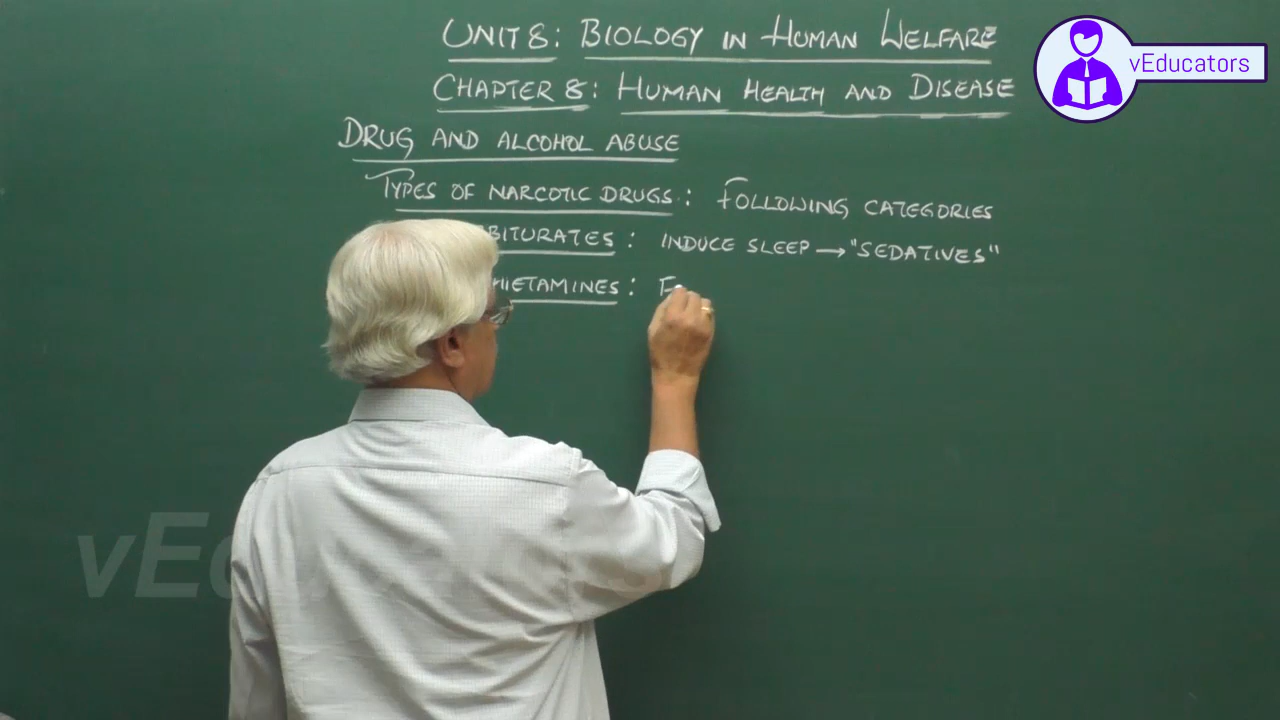 UNIT 8: BIOLOGY IN HUMAN WELFARE
vEducators
CHAPTER 8: HUMAN HEALTH AND DISEASE
DRUG AND ALCOHOL ABUSE
TYPES OF NARCOTIC DRUGS: FOLLOWING CATEGORIES
BITURATES: INDUCE SLEEP → "SEDATIVES"
ETAMINES: